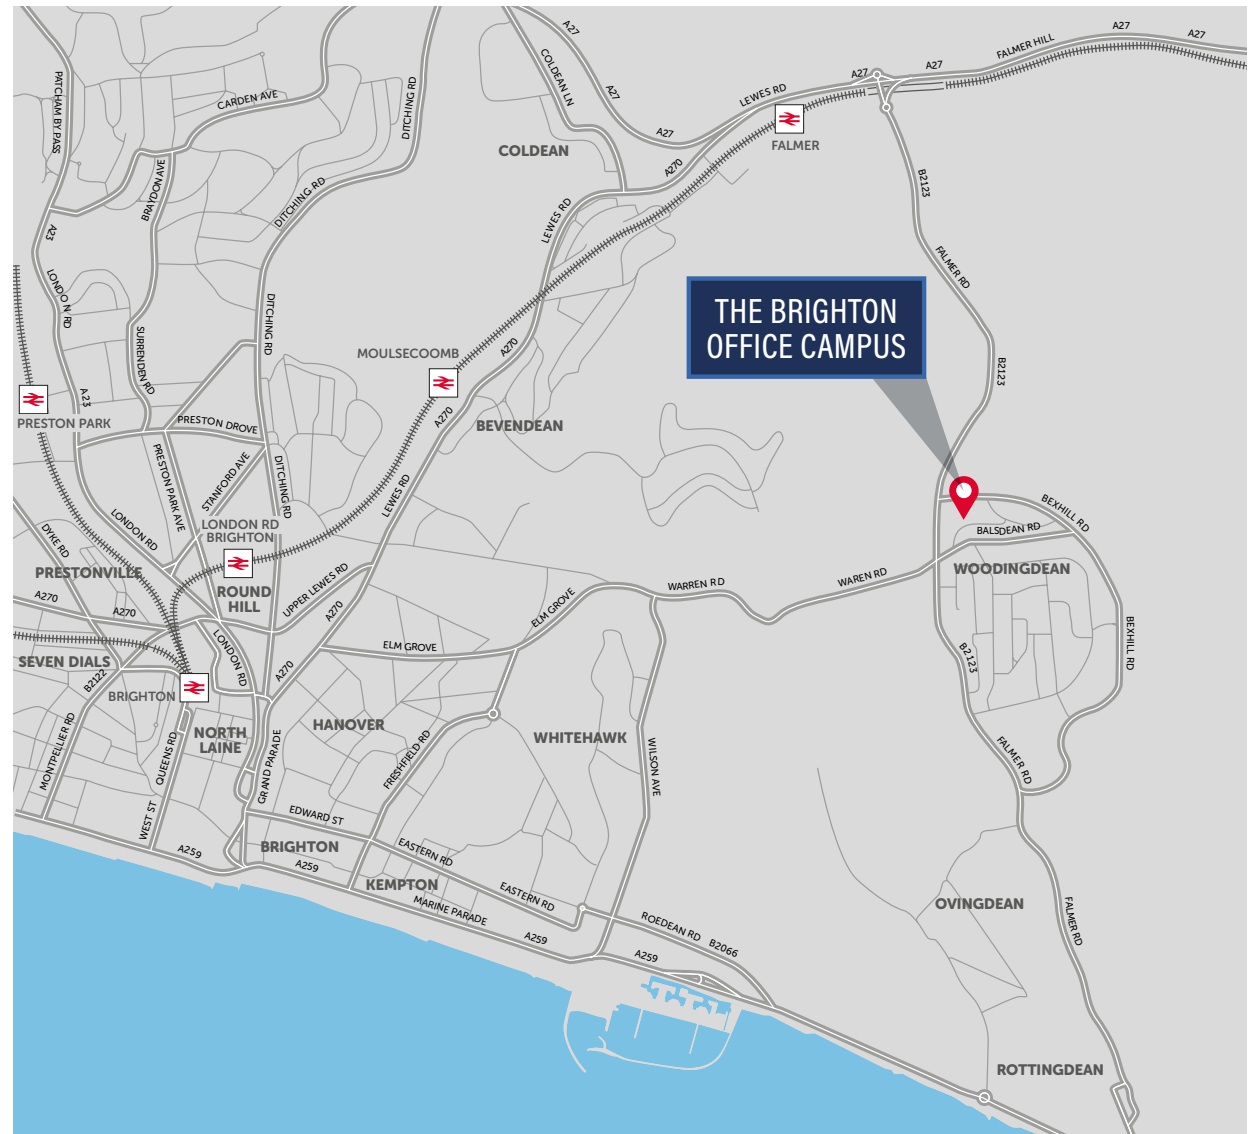 A27
A27
FALMER HILL
A27
A27
A27
LEWES RD
A27
A27
COLDEAN LN
PATCHAM BY PASS
CARDEN AVE
DITCHING RD
FALMER
COLDEAN
A270
BRAYDON AVE
DITCHING RD
B2123
LEWES RD
A23
FALMER RD
LONDON RD
DITCHING RD
THE BRIGHTON
OFFICE CAMPUS
SURRENDEN RD
MOULSECOOMB
A270
B2123
A23
PRESTON PARK
A270
PRESTON DROVE
BEVENDEAN
PRESTON PARK AVE
STANFORD AVE
DITCHING RD
LEWES RD
LONDON RD
BRIGHTON
BEXHILL RD
BALSDEAN RD
DYKE RD
LONDON RD
PRESTONVILLE
WOODINGDEAN
ROUND
HILL
UPPER LEWES RD
WARREN RD
WAREN RD
A270
A270
A270
ELM GROVE
ELM GROVE
LONDON RD
BEXHILL RD
SEVEN DIALS
B2122
A270
B2123
BRIGHTON
HANOVER
NORTH
LAINE
WHITEHAWK
MONTPELLIER RD
QUEENS RD
GRAND PARADE
FRESHFIELD RD
WILSON AVE
FALMER RD
WEST ST
EDWARD ST
A259
BRIGHTON
EASTERN RD
A259
KEMPTON
EASTERN RD
MARINE PARADE
OVINGDEAN
ROEDEAN RD
B2066
FALMER RD
A259
A259
ROTTINGDEAN